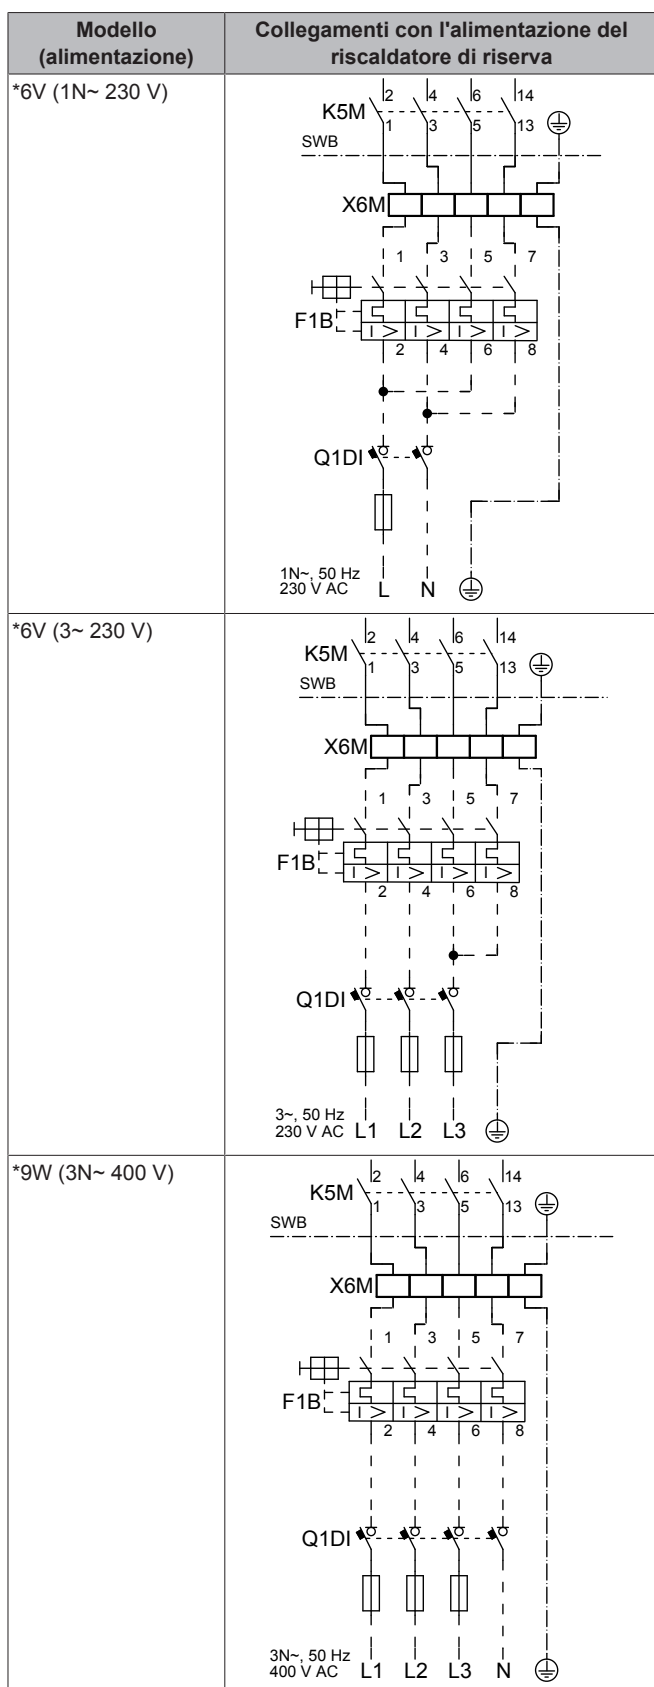 Modello
(alimentazione)
Collegamenti con l'alimentazione del
riscaldatore di riserva
*6V (1N~ 230 V)
2 4 6 14
K5M
1 3 5 13
SWB
X6M
1 3 5 7
F1B
I > I > I > I >
2 4 6 8
Q1DI
1N~, 50 Hz
230 V AC
L N
*6V (3~ 230 V)
2 4 6 14
K5M
1 3 5 13
SWB
X6M
1 3 5 7
F1B
I > I > I > I >
2 4 6 8
Q1DI
3~, 50 Hz
230 V AC
L1 L2 L3
*9W (3N~ 400 V)
2 4 6 14
K5M
1 3 5 13
SWB
X6M
1 3 5 7
F1B
I > I > I > I >
2 4 6 8
Q1DI
3N~, 50 Hz
400 V AC
L1 L2 L3 N